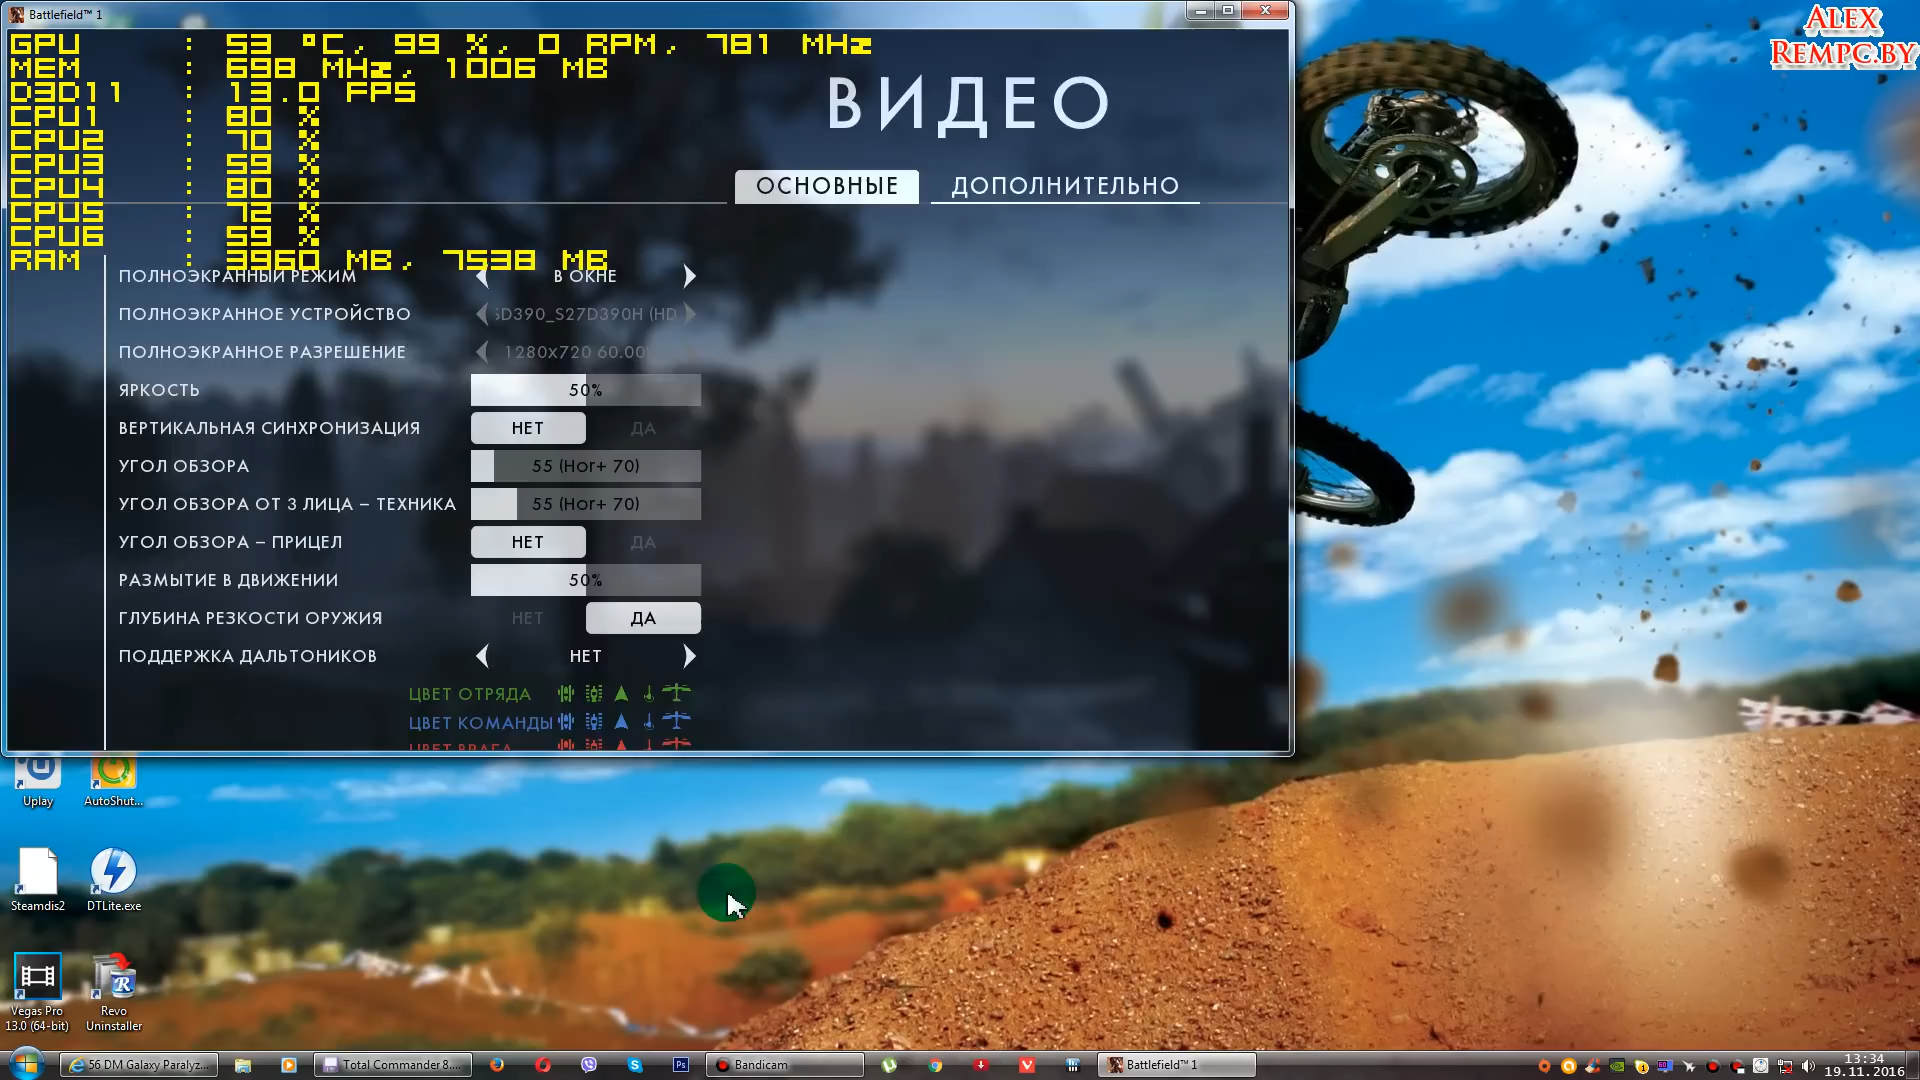 Battlefield™ 1
Alex
Rempc.by
GPU : 53 °C, 99 %, 0 RPM, 781 MHz
MEM : 698 MHz, 1006 MB
D3D11 : 13.0 FPS
CPU1 : 80 %
CPU2 : 70 %
CPU3 : 59 %
CPU4 : 80 %
CPU5 : 72 %
CPU6 : 59 %
RAM : 3960 MB, 7538 MB
ВИДЕО
ОСНОВНЫЕ ДОПОЛНИТЕЛЬНО
ПОЛНОЭКРАННЫЙ РЕЖИМ В ОКНЕ
ПОЛНОЭКРАННОЕ УСТРОЙСТВО SD390_S27D390H (HD
ПОЛНОЭКРАННОЕ РАЗРЕШЕНИЕ 1280x720 60.00
ЯРКОСТЬ 50%
ВЕРТИКАЛЬНАЯ СИНХРОНИЗАЦИЯ НЕТ ДА
УГОЛ ОБЗОРА 55 (Hor+ 70)
УГОЛ ОБЗОРА ОТ 3 ЛИЦА – ТЕХНИКА 55 (Hor+ 70)
УГОЛ ОБЗОРА – ПРИЦЕЛ НЕТ ДА
РАЗМЫТИЕ В ДВИЖЕНИИ 50%
ГЛУБИНА РЕЗКОСТИ ОРУЖИЯ НЕТ ДА
ПОДДЕРЖКА ДАЛЬТОНИКОВ НЕТ
ЦВЕТ ОТРЯДА
ЦВЕТ КОМАНДЫ
ЦВЕТ ВРАГА
Uplay AutoShut...
Steamdis2 DTLite.exe
Vegas Pro
13.0 (64-bit)
Revo
Uninstaller
56 DM Galaxy Paralyz... Total Commander 8.... Ps Bandicam Battlefield™ 1
13:34
19.11.2016